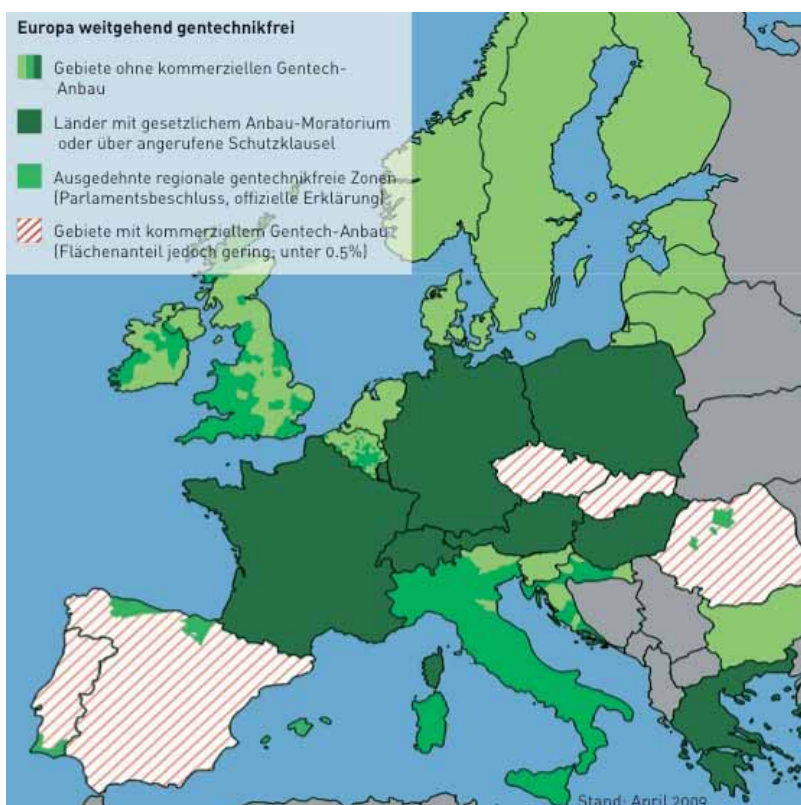 Europa weitgehend gentechnikfrei
Gebiete ohne kommerziellen Gentech-
Anbau
Länder mit gesetzlichem Anbau-Moratorium
oder über angerufene Schutzklausel
Ausgedehnte regionale gentechnikfreie Zonen
(Parlamentsbeschluss, offizielle Erklärung)
Gebiete mit kommerziellem Gentech-Anbau
(Flächenanteil jedoch gering; unter 0.5%)
Stand: April 2009